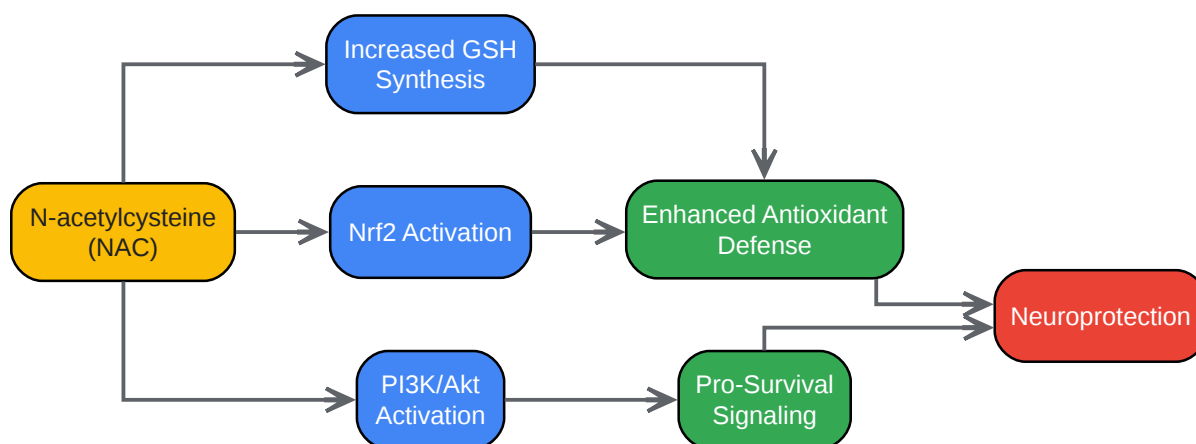 Increased GSH
Synthesis
N-acetylcysteine
(NAC)
Nrf2 Activation
Enhanced Antioxidant
Defense
Neuroprotection
PI3K/Akt
Activation
Pro-Survival
Signaling